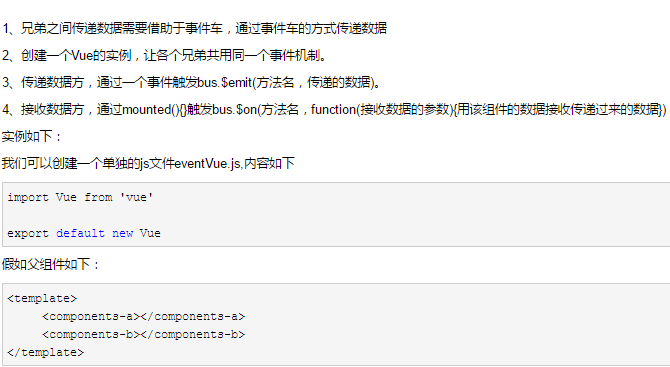 1、兄弟之间传递数据需要借助于事件车，通过事件车的方式传递数据
2、创建一个Vue的实例，让各个兄弟共用同一个事件机制。
3、传递数据方，通过一个事件触发bus.$emit(方法名，传递的数据)。
4、接收数据方，通过mounted(){}触发bus.$on(方法名，function(接收数据的参数){用该组件的数据接收传递过来的数据})
实例如下：
我们可以创建一个单独的js文件eventVue.js,内容如下
import Vue from 'vue'
export default new Vue
假如父组件如下：
<template>
<components-a></components-a>
<components-b></components-b>
</template>